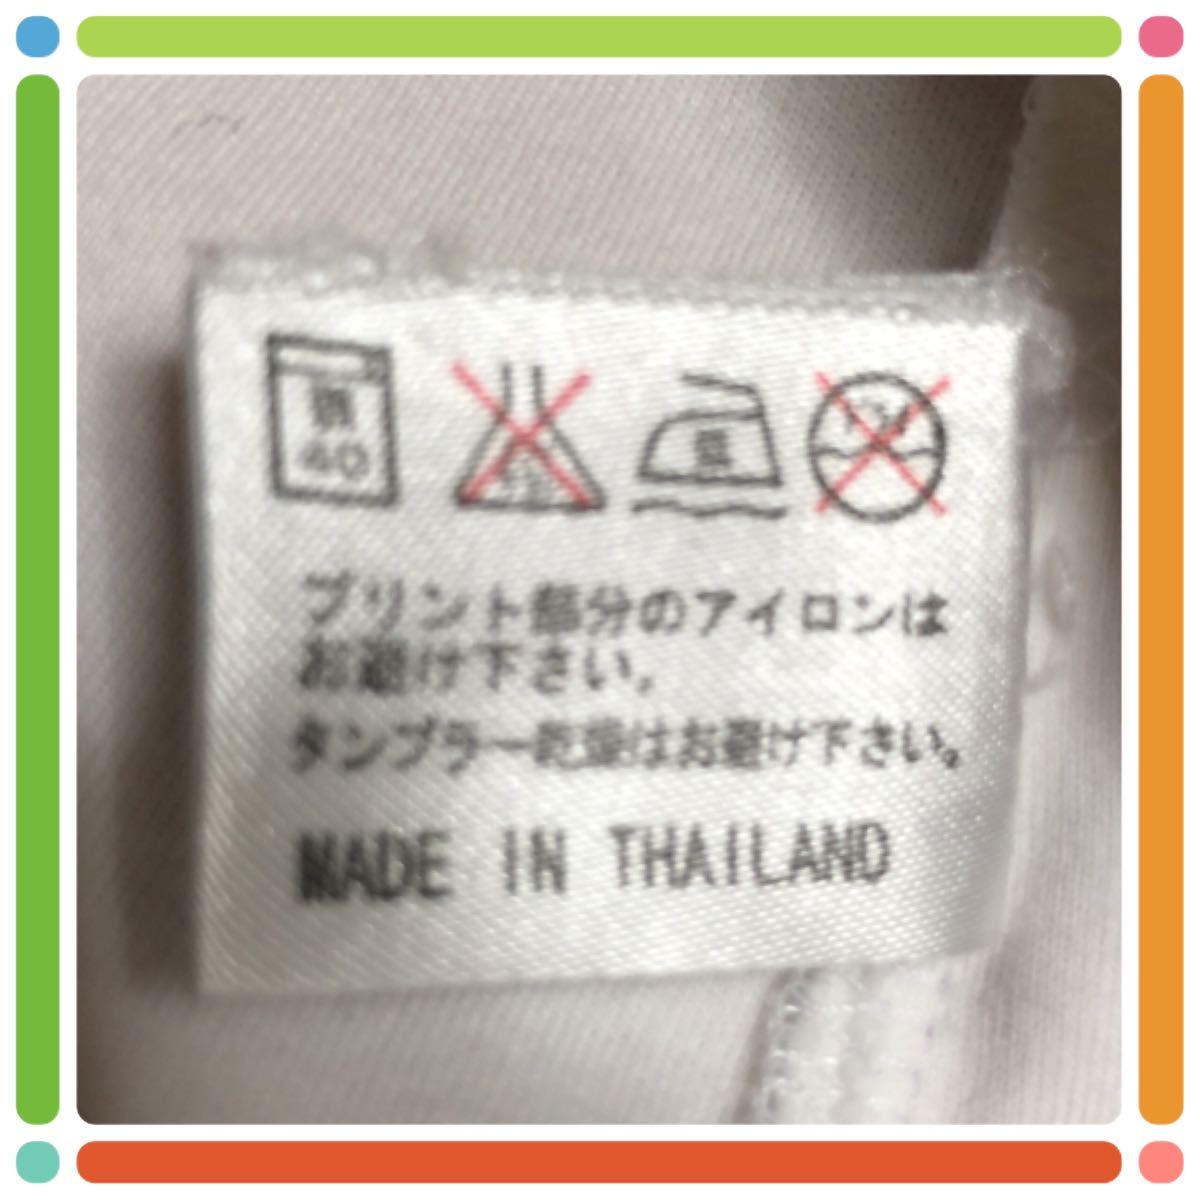 40
プリント部分のアイロンは
お避け下さい。
タンブラー乾燥はお避け下さい。
MADE IN THAILAND